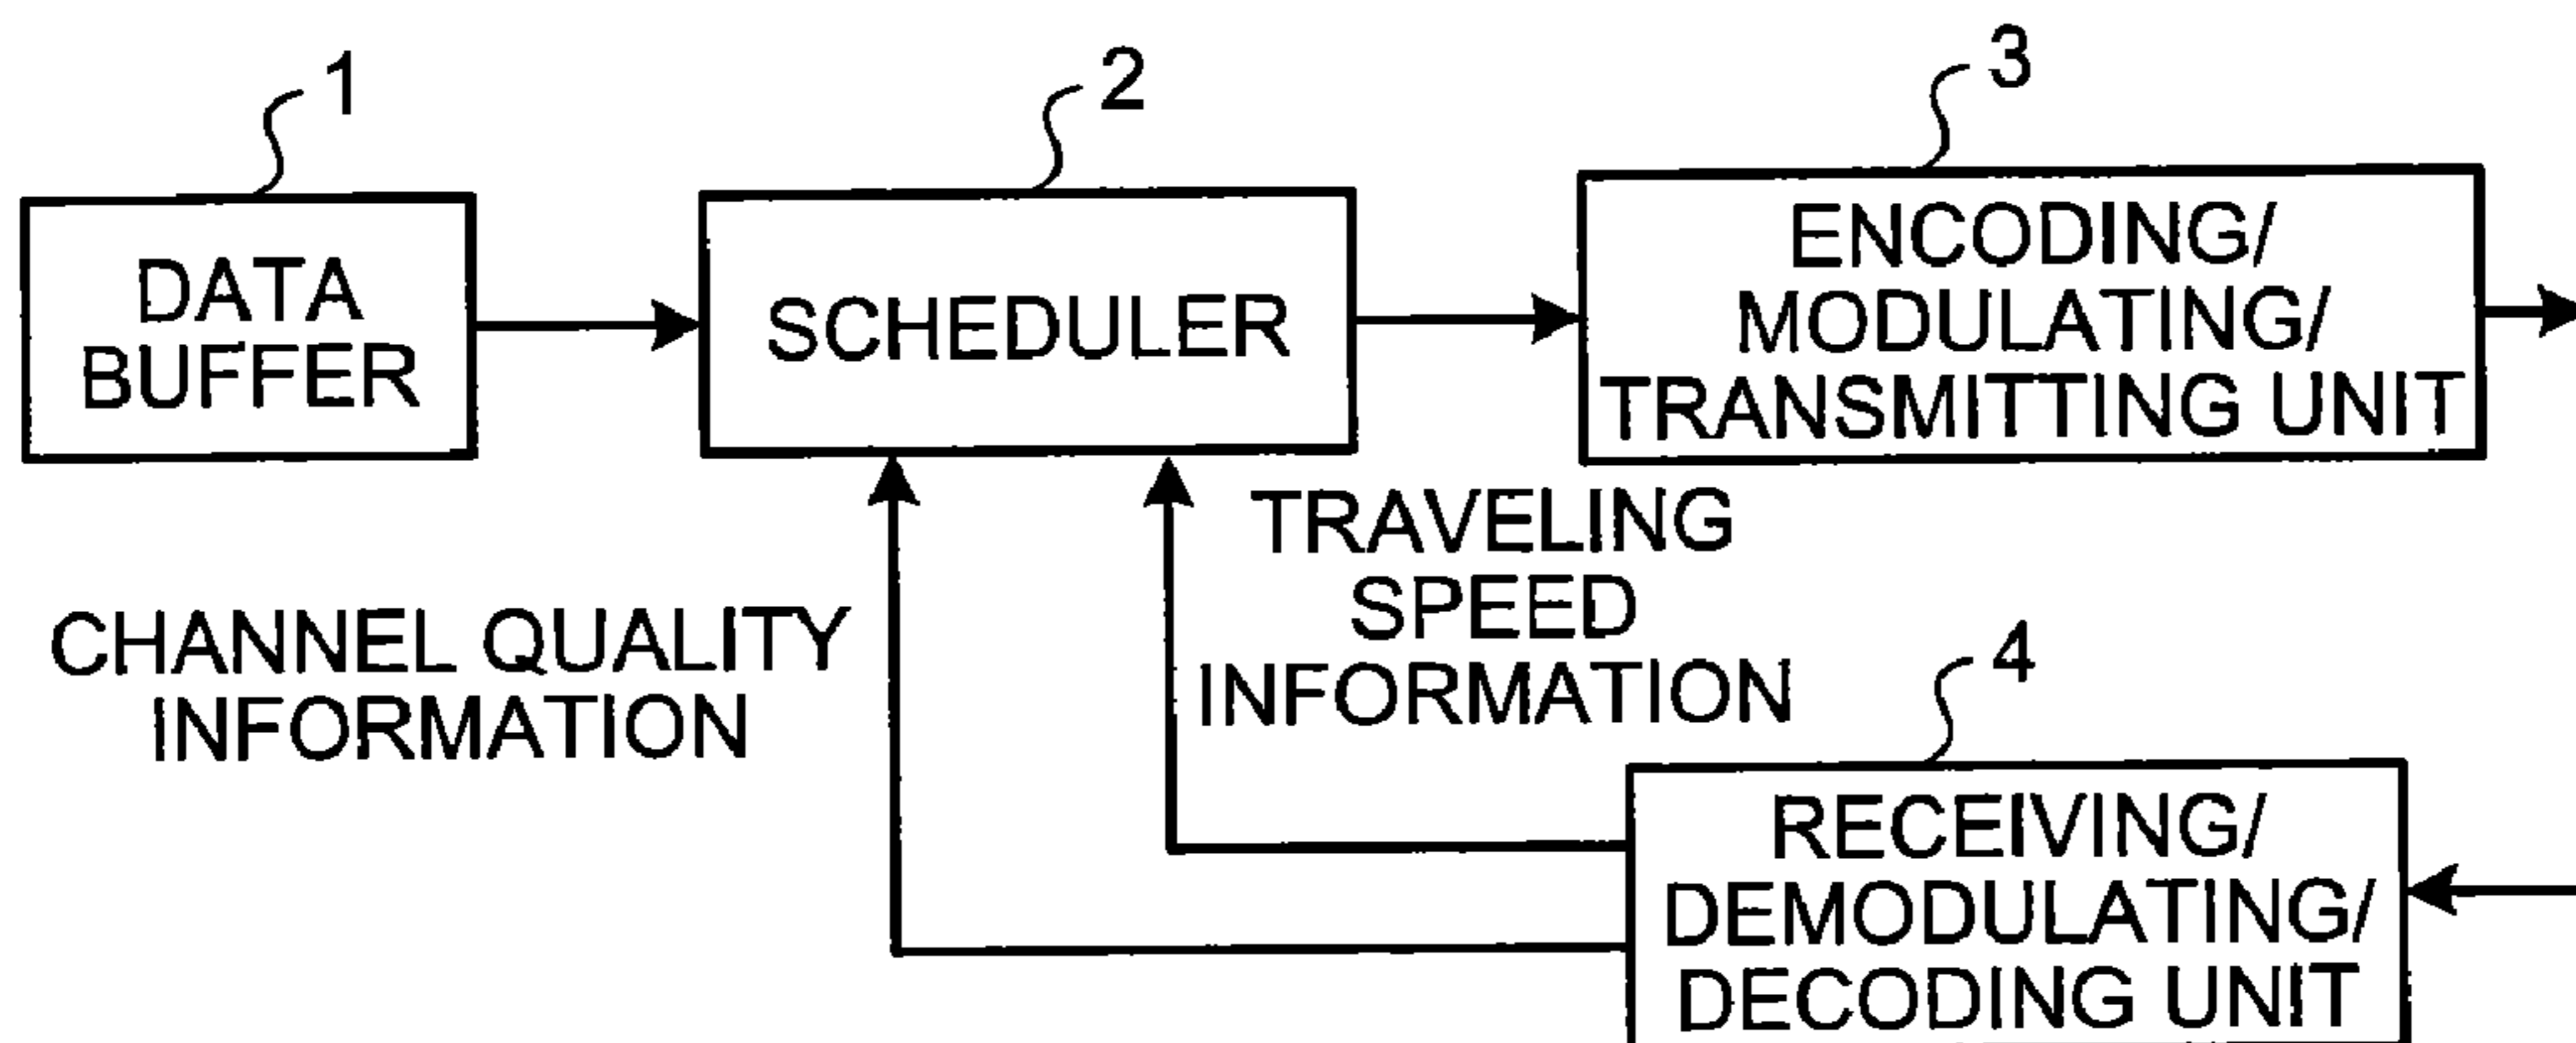 1
2
3
DATA
BUFFER
SCHEDULER
ENCODING/
MODULATING/
TRANSMITTING UNIT
CHANNEL QUALITY
INFORMATION
TRAVELING
SPEED
INFORMATION
4
RECEIVING/
DEMODULATING/
DECODING UNIT